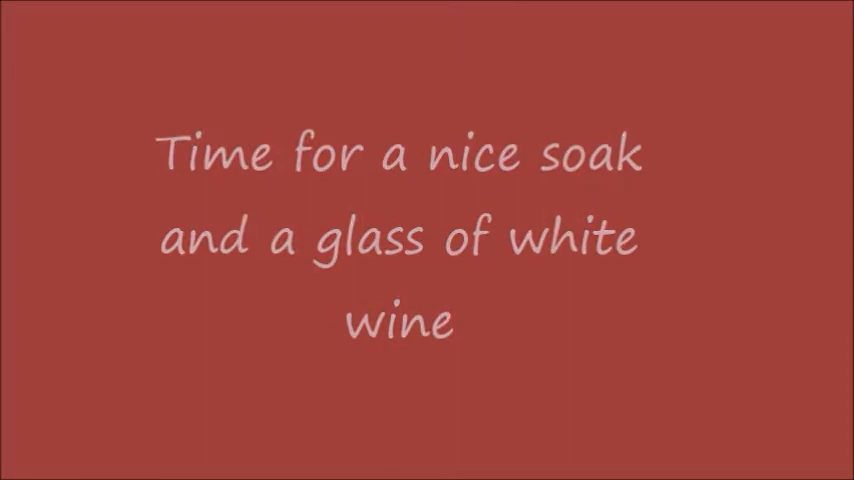 Time for a nice soak
and a glass of white
wine